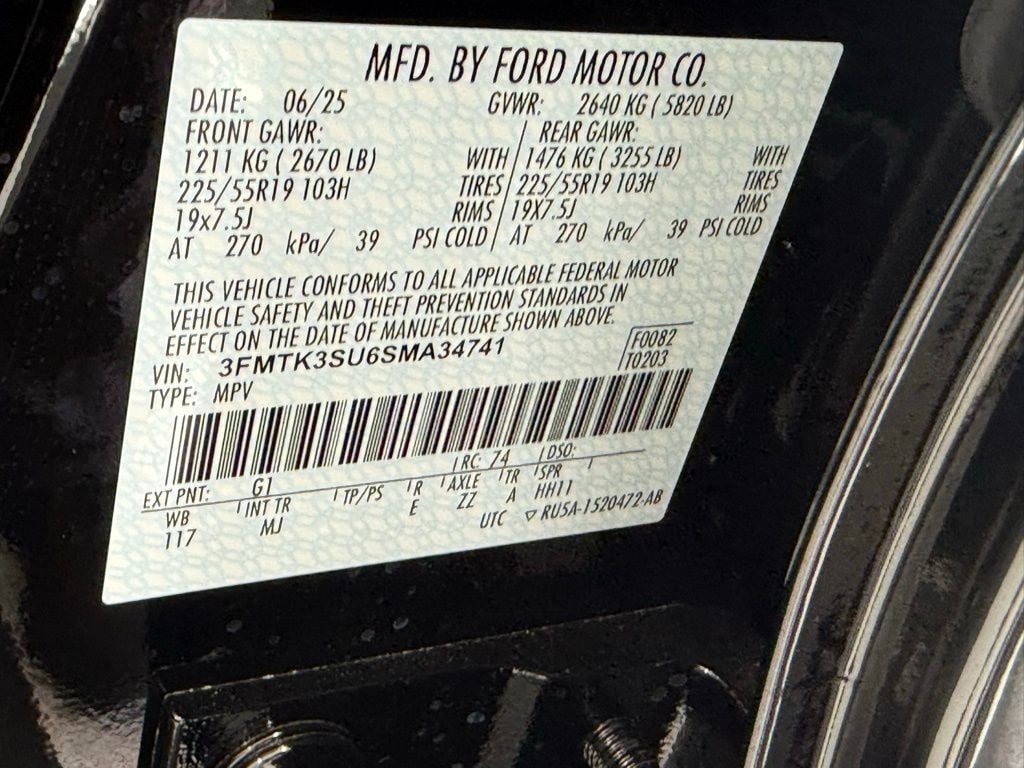 MFD. BY FORD MOTOR CO.
DATE: 06/25 GVWR: 2640 KG ( 5820 LB)
FRONT GAWR: / REAR GAWR:
1211 KG ( 2670 LB) WITH / 1476 KG ( 3255 LB) WITH
225/55R19 103H TIRES / 225/55R19 103H TIRES
19x7.5J RIMS / 19X7.5J RIMS
AT 270 kPa/ 39 PSI COLD / AT 270 kPa/ 39 PSI COLD
THIS VEHICLE CONFORMS TO ALL APPLICABLE FEDERAL MOTOR
VEHICLE SAFETY AND THEFT PREVENTION STANDARDS IN
EFFECT ON THE DATE OF MANUFACTURE SHOWN ABOVE.
VIN: 3FMTK3SU6SMA34741
F0082
TYPE: MPV
T0203
EXT PNT: G1 RC: 74 DSO:
WB INT TR TP/PS R AXLE TR SPR
117 MJ E ZZ A HH11
UTC ▽ RU5A-1520472-AB